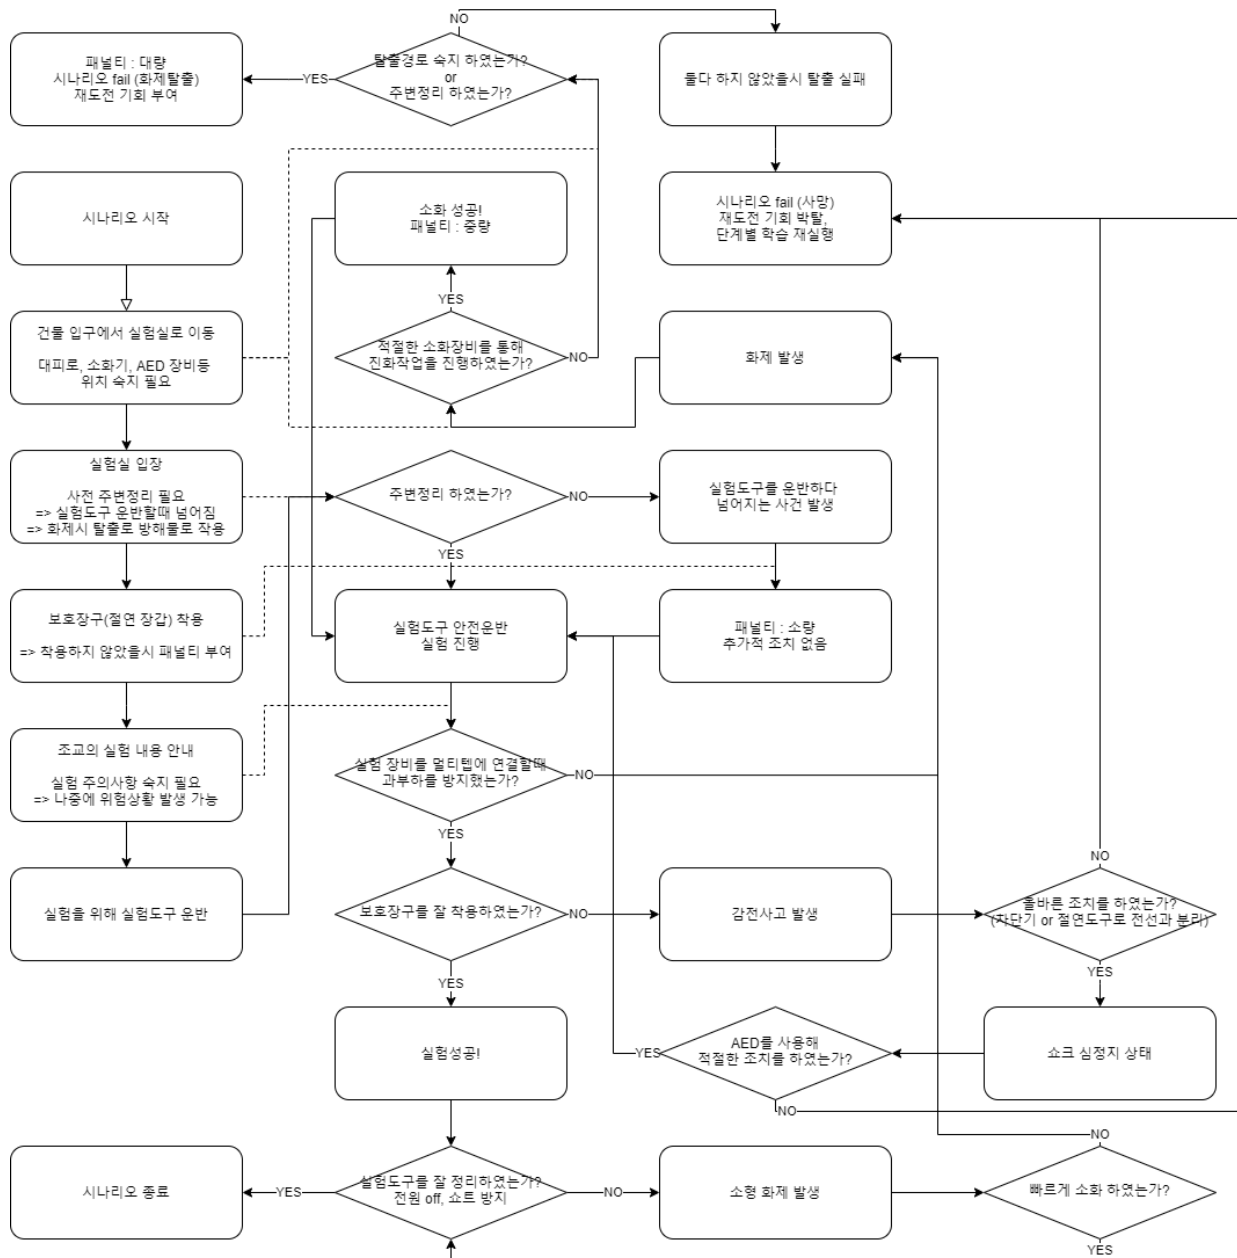 NO
패널티 : 대량
시나리오 fail (화제탈출)
재도전 기회 부여
YES
탈출경로 숙지 하였는가?
or
주변정리 하였는가?
둘다 하지 않았을시 탈출 실패
시나리오 시작
소화 성공!
패널티 : 중량
시나리오 fail (사망)
재도전 기회 박탈,
단계별 학습 재실행
YES
건물 입구에서 실험실로 이동
대피로, 소화기, AED 장비등
위치 숙지 필요
적절한 소화장비를 통해
진화작업을 진행하였는가?
NO
화제 발생
실험실 입장
사전 주변정리 필요
=> 실험도구 운반할때 넘어짐
=> 화제시 탈출로 방해물로 작용
주변정리 하였는가?
NO
실험도구를 운반하다
넘어지는 사건 발생
YES
보호장구(절연 장갑) 착용
=> 착용하지 않았을시 패널티 부여
실험도구 안전운반
실험 진행
패널티 : 소량
추가적 조치 없음
조교의 실험 내용 안내
실험 주의사항 숙지 필요
=> 나중에 위험상황 발생 가능
실험 장비를 멀티텝에 연결할때
과부하를 방지했는가?
NO
YES
NO
실험을 위해 실험도구 운반
보호장구를 잘 착용하였는가?
NO
감전사고 발생
올바른 조치를 하였는가?
(차단기 or 절연도구로 전선과 분리)
YES
YES
실험성공!
YES
AED를 사용해
적절한 조치를 하였는가?
쇼크 심정지 상태
NO
NO
시나리오 종료
YES
실험도구를 잘 정리하였는가?
전원 off, 쇼트 방지
NO
소형 화제 발생
빠르게 소화 하였는가?
YES